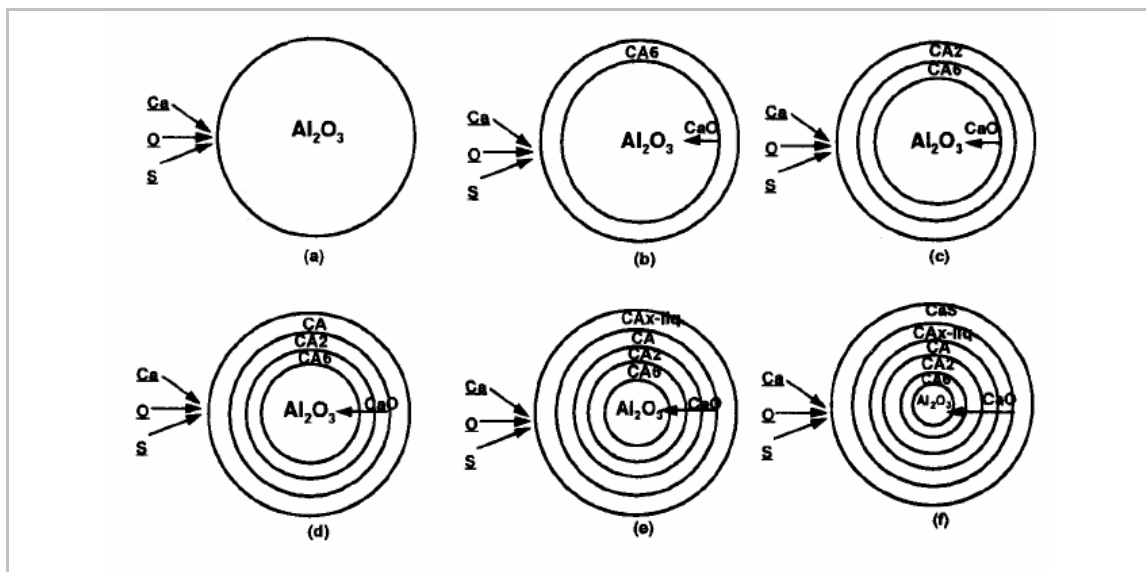 Ca
O
S
Al2O3
(a)
CA6
Ca
O
S
Al2O3
CaO
(b)
CA2
CA6
Ca
O
S
Al2O3
CaO
(c)
CA
CA2
CA6
Ca
O
S
Al2O3
CaO
(d)
CAx-liq
CA
CA2
CA6
Ca
O
S
Al2O3
CaO
(e)
CaS
CAx-liq
CA
CA2
CA6
Ca
O
S
Al2O3
CaO
(f)